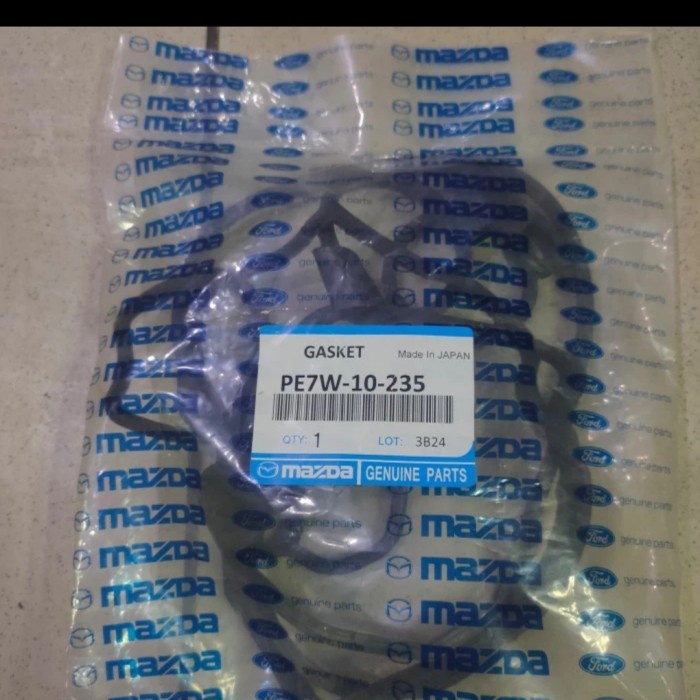 GASKET Made in JAPAN
PE7W-10-235
QTY: 1 LOT: 3B24
mazda GENUINE PARTS
mazda Ford genuine parts